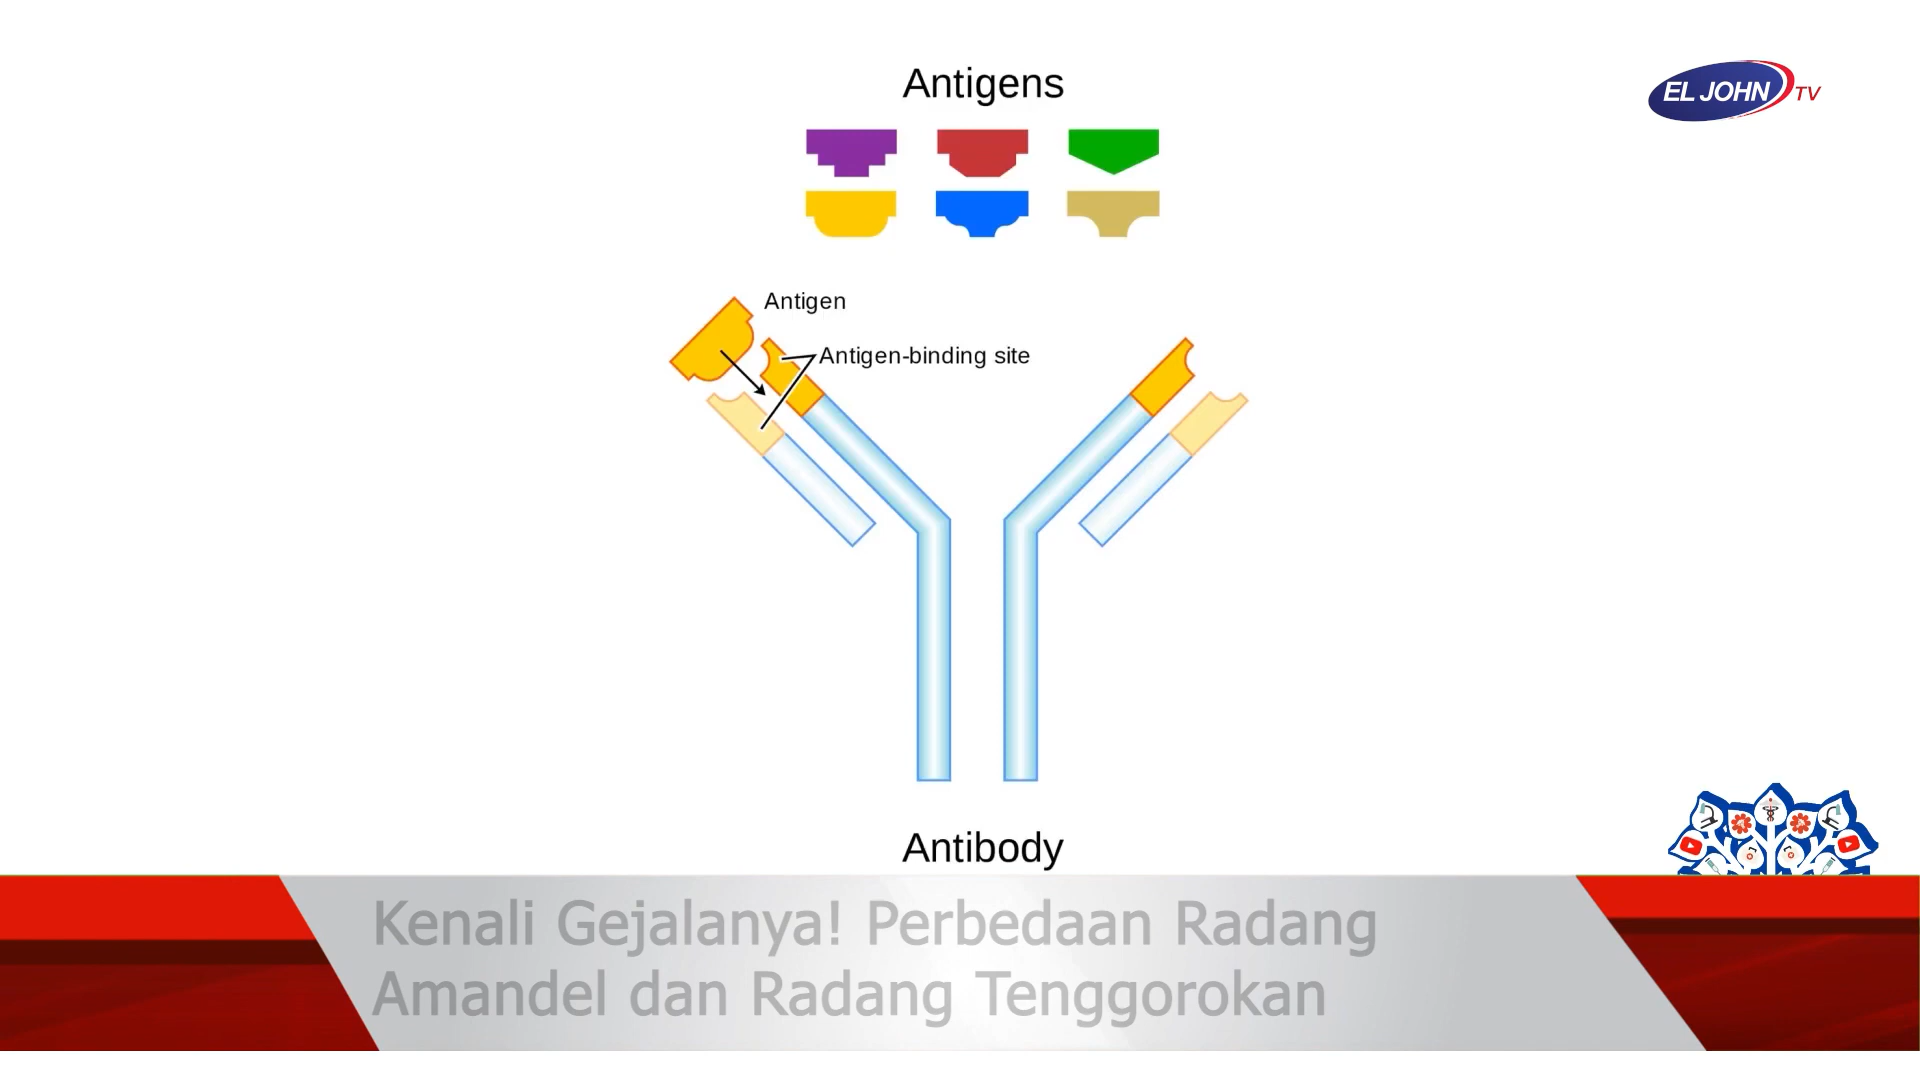 Antigens
EL JOHN TV
Antigen
Antigen-binding site
Antibody
Kenali Gejalanya! Perbedaan Radang
Amandel dan Radang Tenggorokan